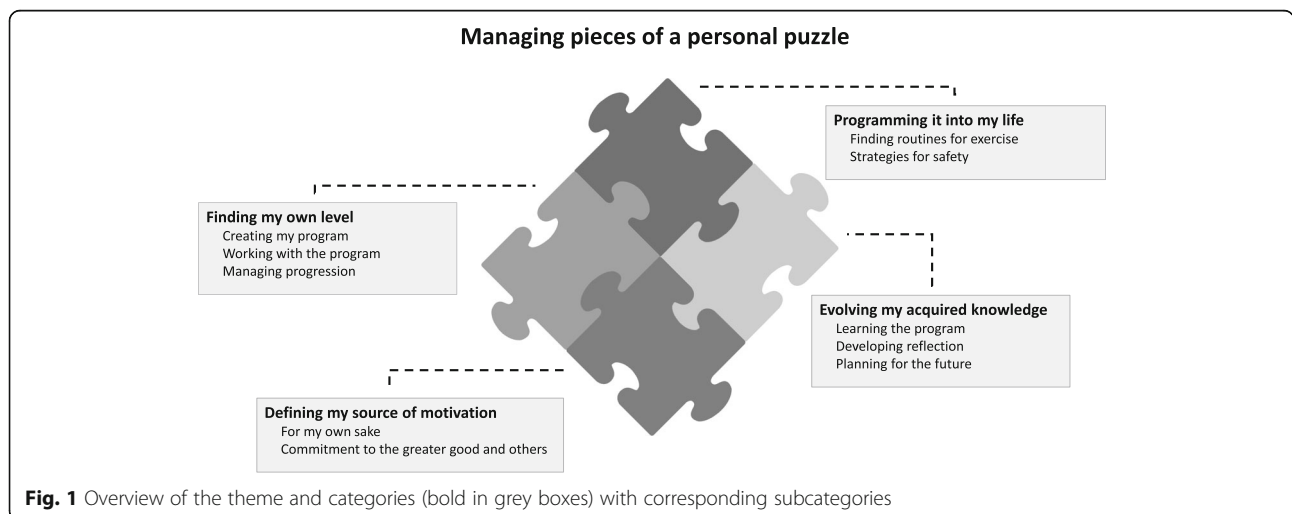 Managing pieces of a personal puzzle
Programming it into my life
Finding routines for exercise
Strategies for safety
Finding my own level
Creating my program
Working with the program
Managing progression
Evolving my acquired knowledge
Learning the program
Developing reflection
Planning for the future
Defining my source of motivation
For my own sake
Commitment to the greater good and others
Fig. 1 Overview of the theme and categories (bold in grey boxes) with corresponding subcategories